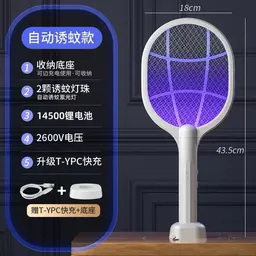 18cm
自动诱蚊款
1 收纳底座
可边充电使用·可收纳
2 2颗诱蚊灯珠
自动诱蚊紫光灯
3 14500锂电池
4 2600V电压
5 升级T-YPC快充
43.5cm
赠T-YPC快充+底座